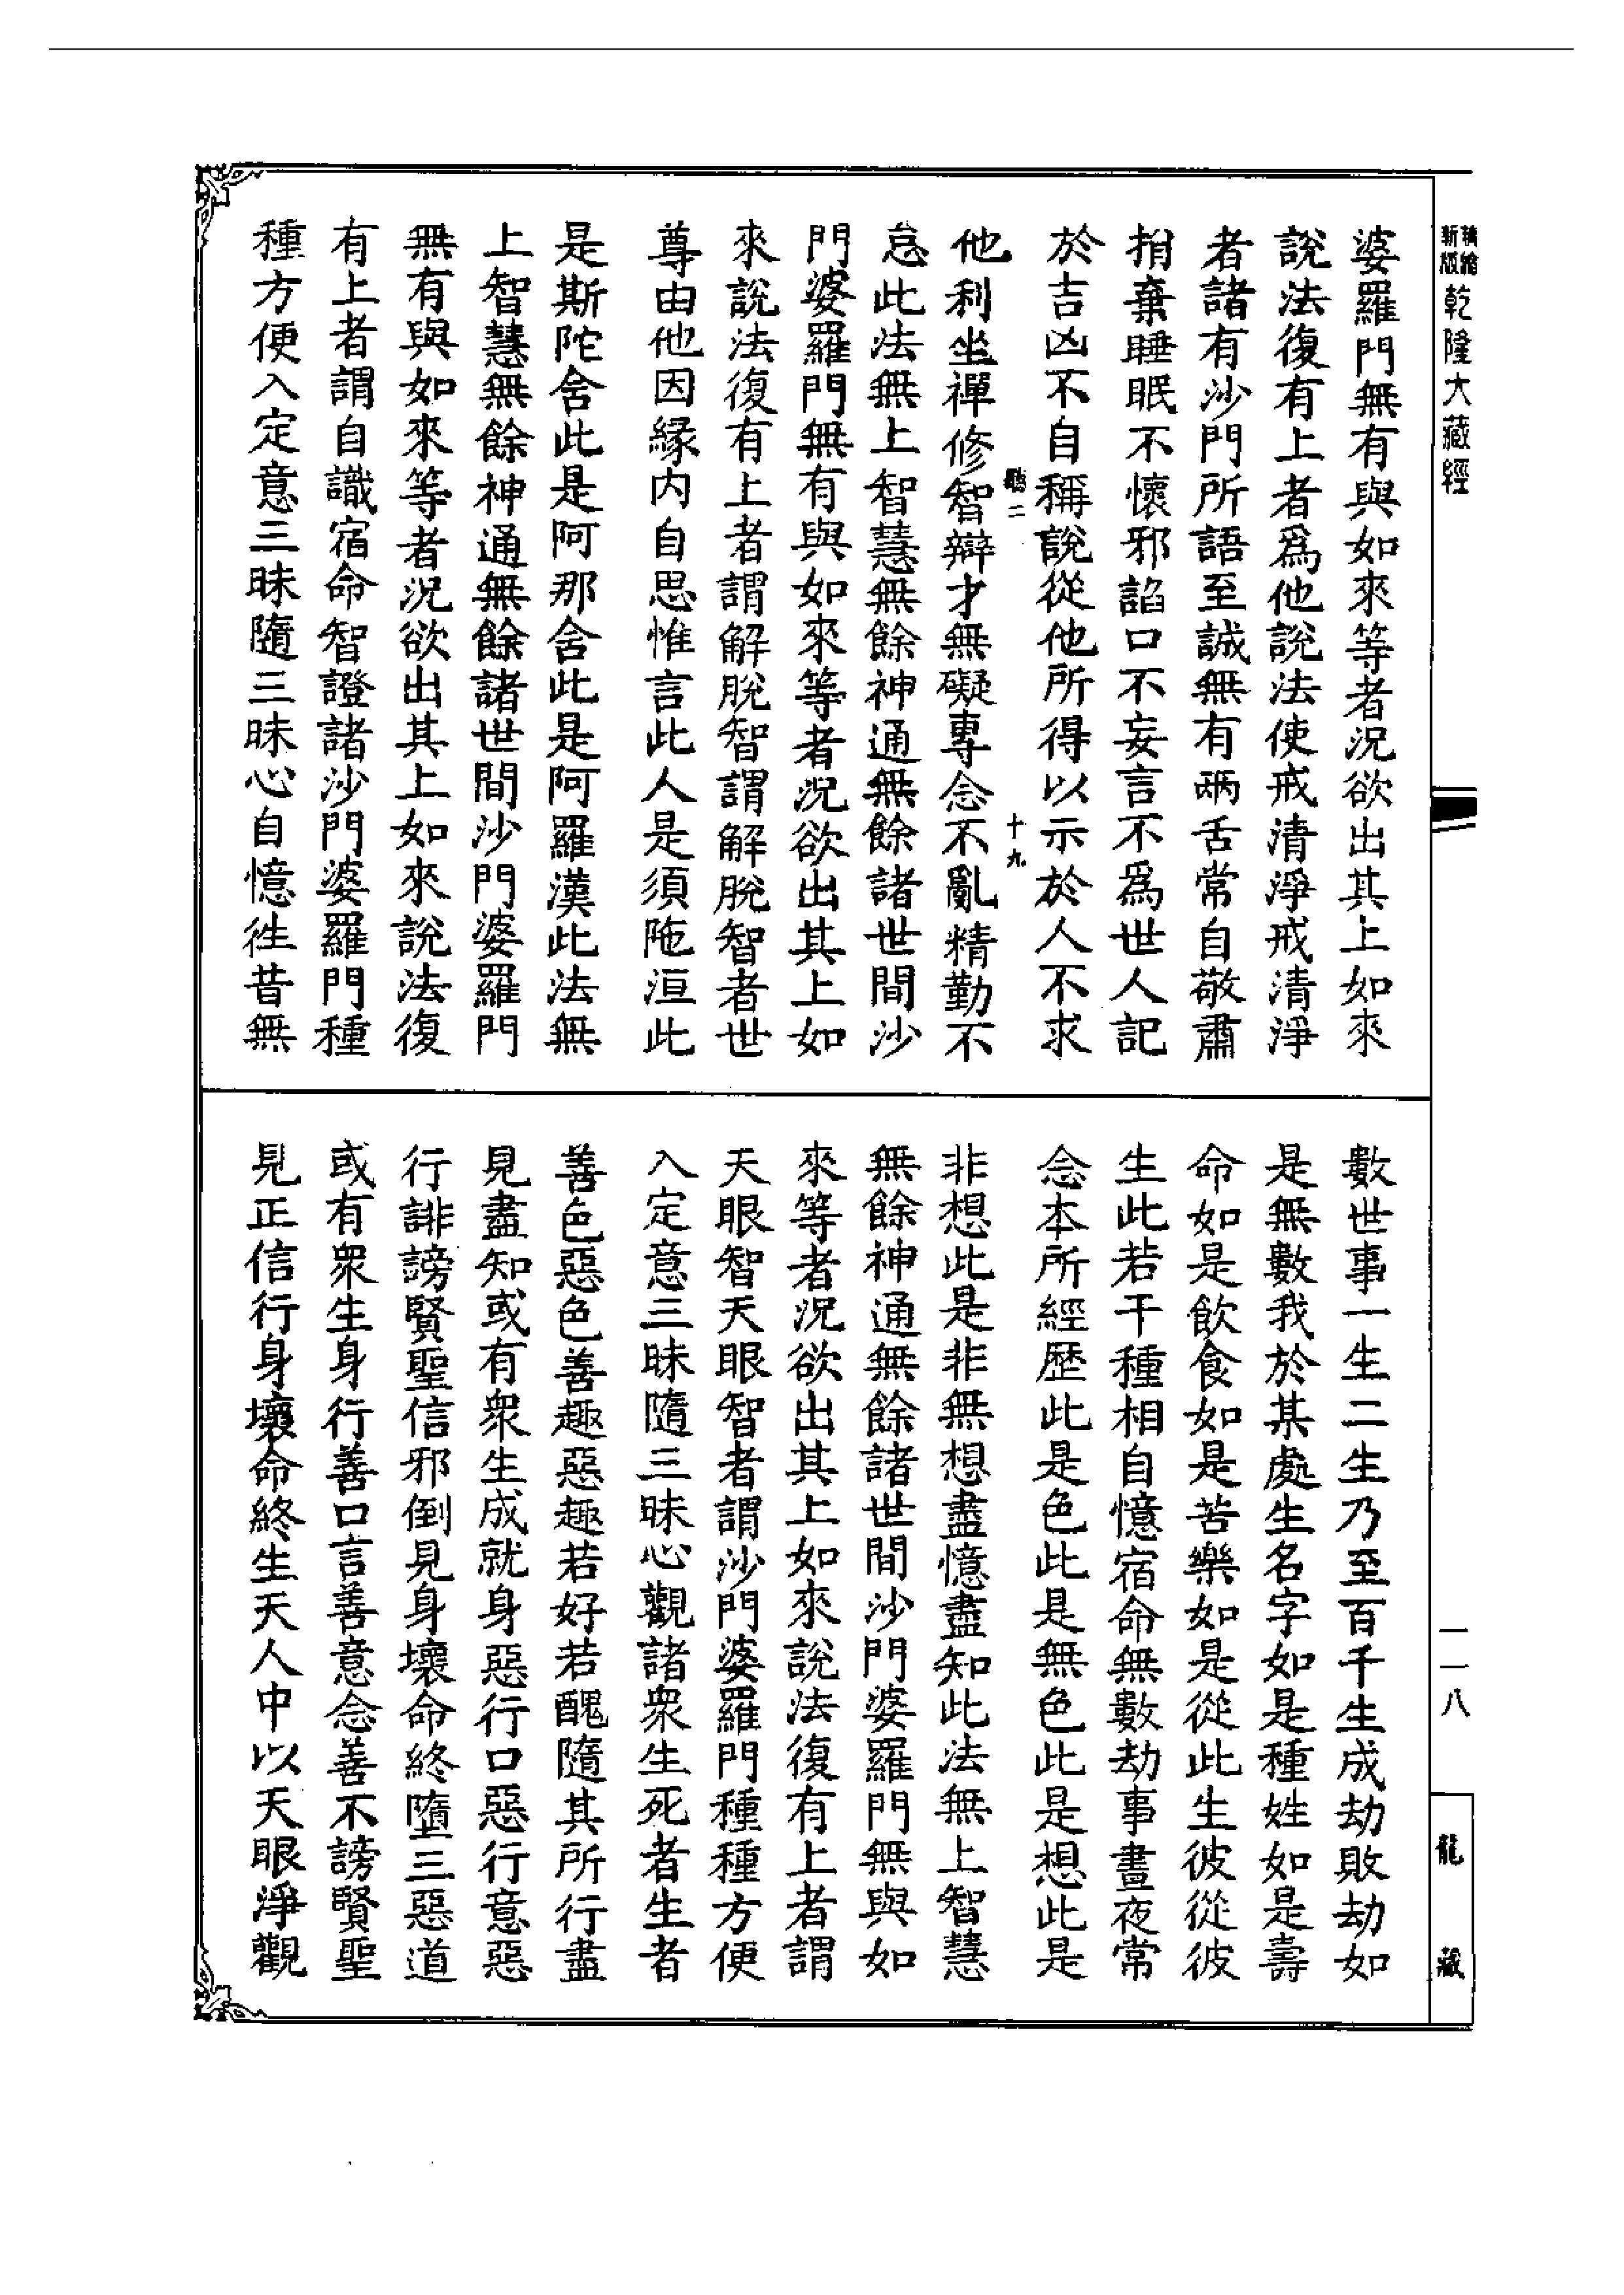 精繪
新版
乾隆大藏經
一一八
龍藏
婆羅門無有與如來等者況欲出其上如來
說法復有上者為他說法使戒清淨戒清淨
者諸有沙門所語至誠無有兩舌常自敬肅
捐棄睡眠不懷邪諂口不妄言不為世人記
於吉凶不自稱說從他所得以示於人不求
聽二
十九
他利坐禪修智辯才無礙專念不亂精勤不
怠此法無上智慧無餘神通無餘諸世間沙
門婆羅門無有與如來等者況欲出其上如
來說法復有上者謂解脫智謂解脫智者世
尊由他因緣內自思惟言此人是須陁洹此
是斯陀舍此是阿那舍此是阿羅漢此法無
上智慧無餘神通無餘諸世間沙門婆羅門
無有與如來等者況欲出其上如來說法復
有上者謂自識宿命智證諸沙門婆羅門種
種方便入定意三昧隨三昧心自憶徃昔無
數世事一生二生乃至百千生成劫敗劫如
是無數我於某處生名字如是種姓如是壽
命如是飲食如是苦樂如是從此生彼從彼
生此若干種相自憶宿命無數劫事晝夜常
念本所經歷此是色此是無色此是想此是
非想此是非無想盡憶盡知此法無上智慧
無餘神通無餘諸世間沙門婆羅門無與如
來等者況欲出其上如來說法復有上者謂
天眼智天眼智者謂沙門婆羅門種種方便
入定意三昧隨三昧心觀諸眾生死者生者
善色惡色善趣惡趣若好若醜隨其所行盡
見盡知或有眾生成就身惡行口惡行意惡
行誹謗賢聖信邪倒見身壞命終墮三惡道
或有眾生身行善口言善意念善不謗賢聖
見正信行身壞命終生天人中以天眼淨觀